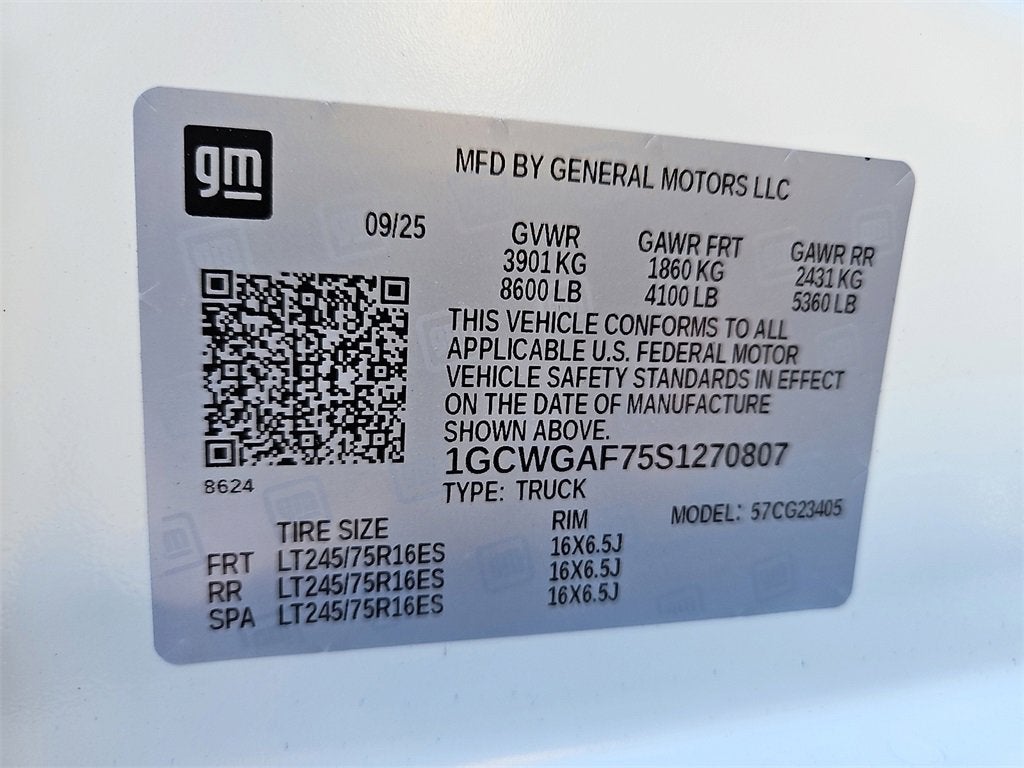 gm
MFD BY GENERAL MOTORS LLC
09/25
GVWR GAWR FRT GAWR RR
3901 KG 1860 KG 2431 KG
8600 LB 4100 LB 5360 LB
THIS VEHICLE CONFORMS TO ALL
APPLICABLE U.S. FEDERAL MOTOR
VEHICLE SAFETY STANDARDS IN EFFECT
ON THE DATE OF MANUFACTURE
SHOWN ABOVE.
1GCWGAF75S1270807
8624
TYPE: TRUCK
MODEL: 57CG23405
TIRE SIZE RIM
FRT LT245/75R16ES 16X6.5J
RR LT245/75R16ES 16X6.5J
SPA LT245/75R16ES 16X6.5J